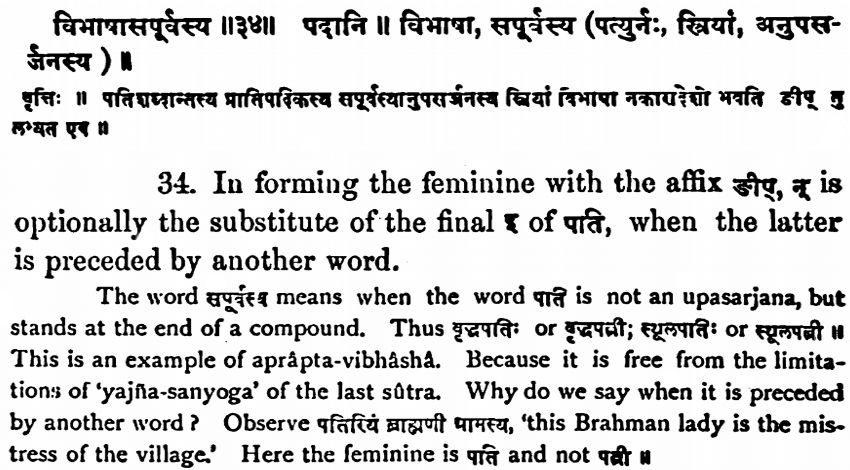 विभाषासपूर्वस्य ॥३४॥ पदानि ॥ विभाषा, सपूर्वस्य (पत्युर्नः, स्त्रियां, अनुपस-
र्जनस्य ) ॥
वृत्तिः ॥ पतिशब्दान्तस्य प्रातिपदिकस्य सपूर्वस्यानुपसर्जनस्य स्त्रियां विभाषा नकारादेशो भवति ङीप् तु
लभ्यत एव ॥
34. In forming the feminine with the affix ङीप्, न् is
optionally the substitute of the final इ of पति, when the latter
is preceded by another word.
The word सपूर्वस्य means when the word पति is not an upasarjana, but
stands at the end of a compound. Thus वृद्धपतिः or वृद्धपत्नी; स्थूलपतिः or स्थूलपत्नी ॥
This is an example of aprâpta-vibhâshâ. Because it is free from the limita-
tions of 'yajña-sanyoga' of the last sûtra. Why do we say when it is preceded
by another word? Observe पतिरियं ब्राह्मणी ग्रामस्य, 'this Brahman lady is the mis-
tress of the village.' Here the feminine is पति and not पत्नी ॥